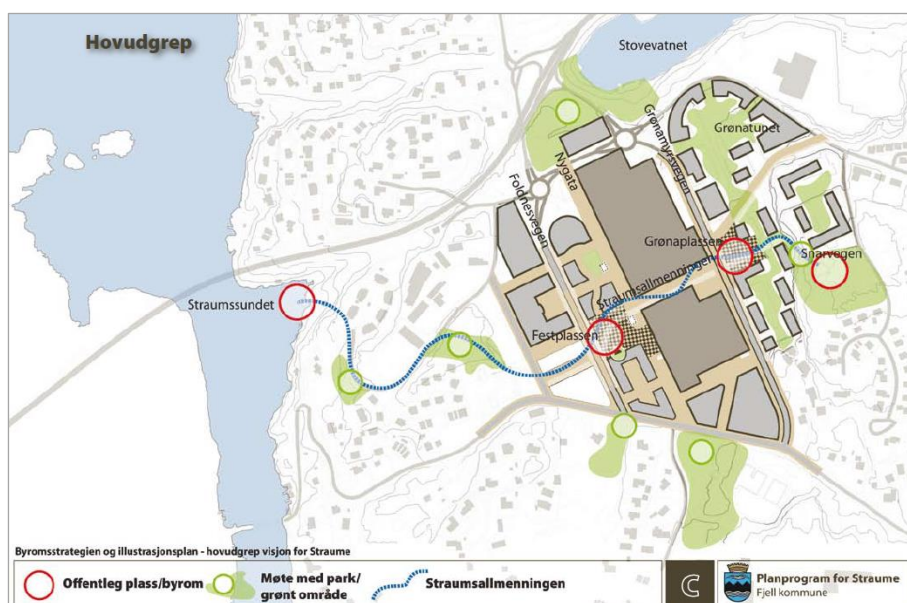 Hovudgrep
Stovevatnet
Grønatunet
Grønamyrsvegen
Nygata
Foldnesvegen
Grønaplassen
Snarvegen
Straumsallmenningen
Straumssundet
Festplassen
Byromsstrategien og illustrasjonsplan - hovudgrep visjon for Straume
Offentleg plass/byrom
Møte med park/
grønt område
Straumsallmenningen
C
Planprogram for Straume
Fjell kommune